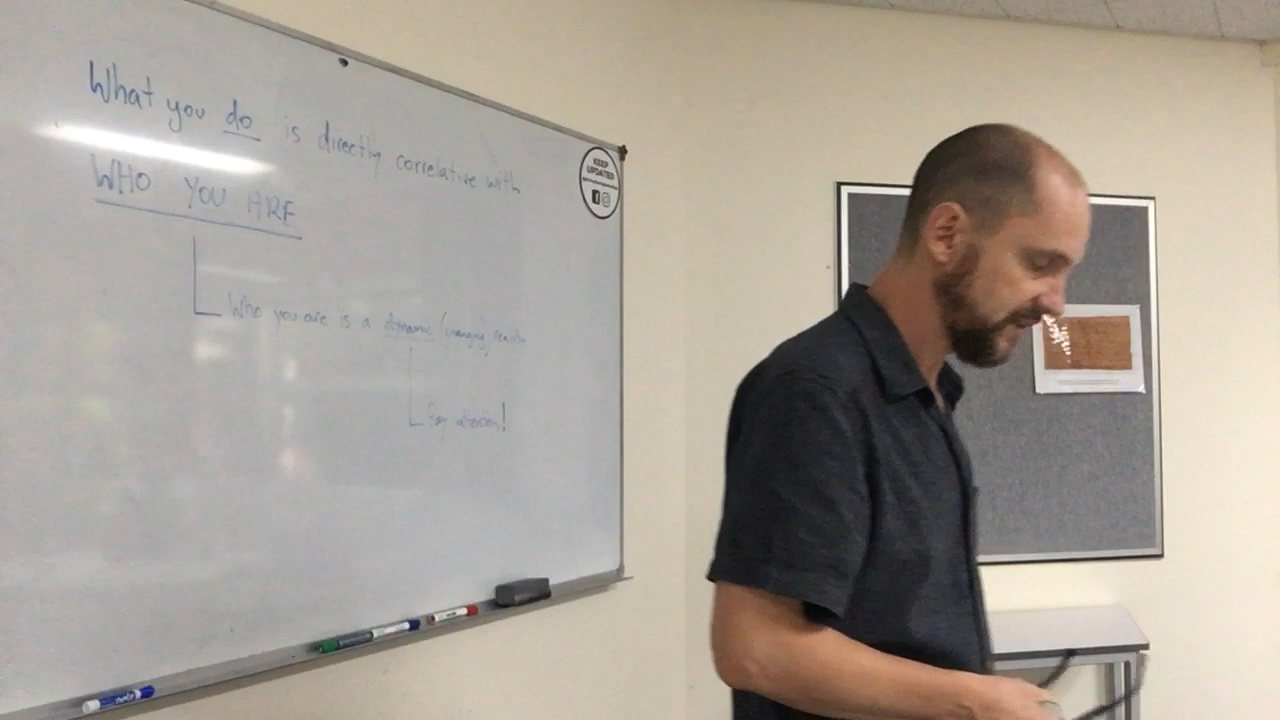 What you do is directly correlative with
WHO YOU ARE
Who you are is a dynamic (changing reality
Pay attention!
KEEP
UPDATED